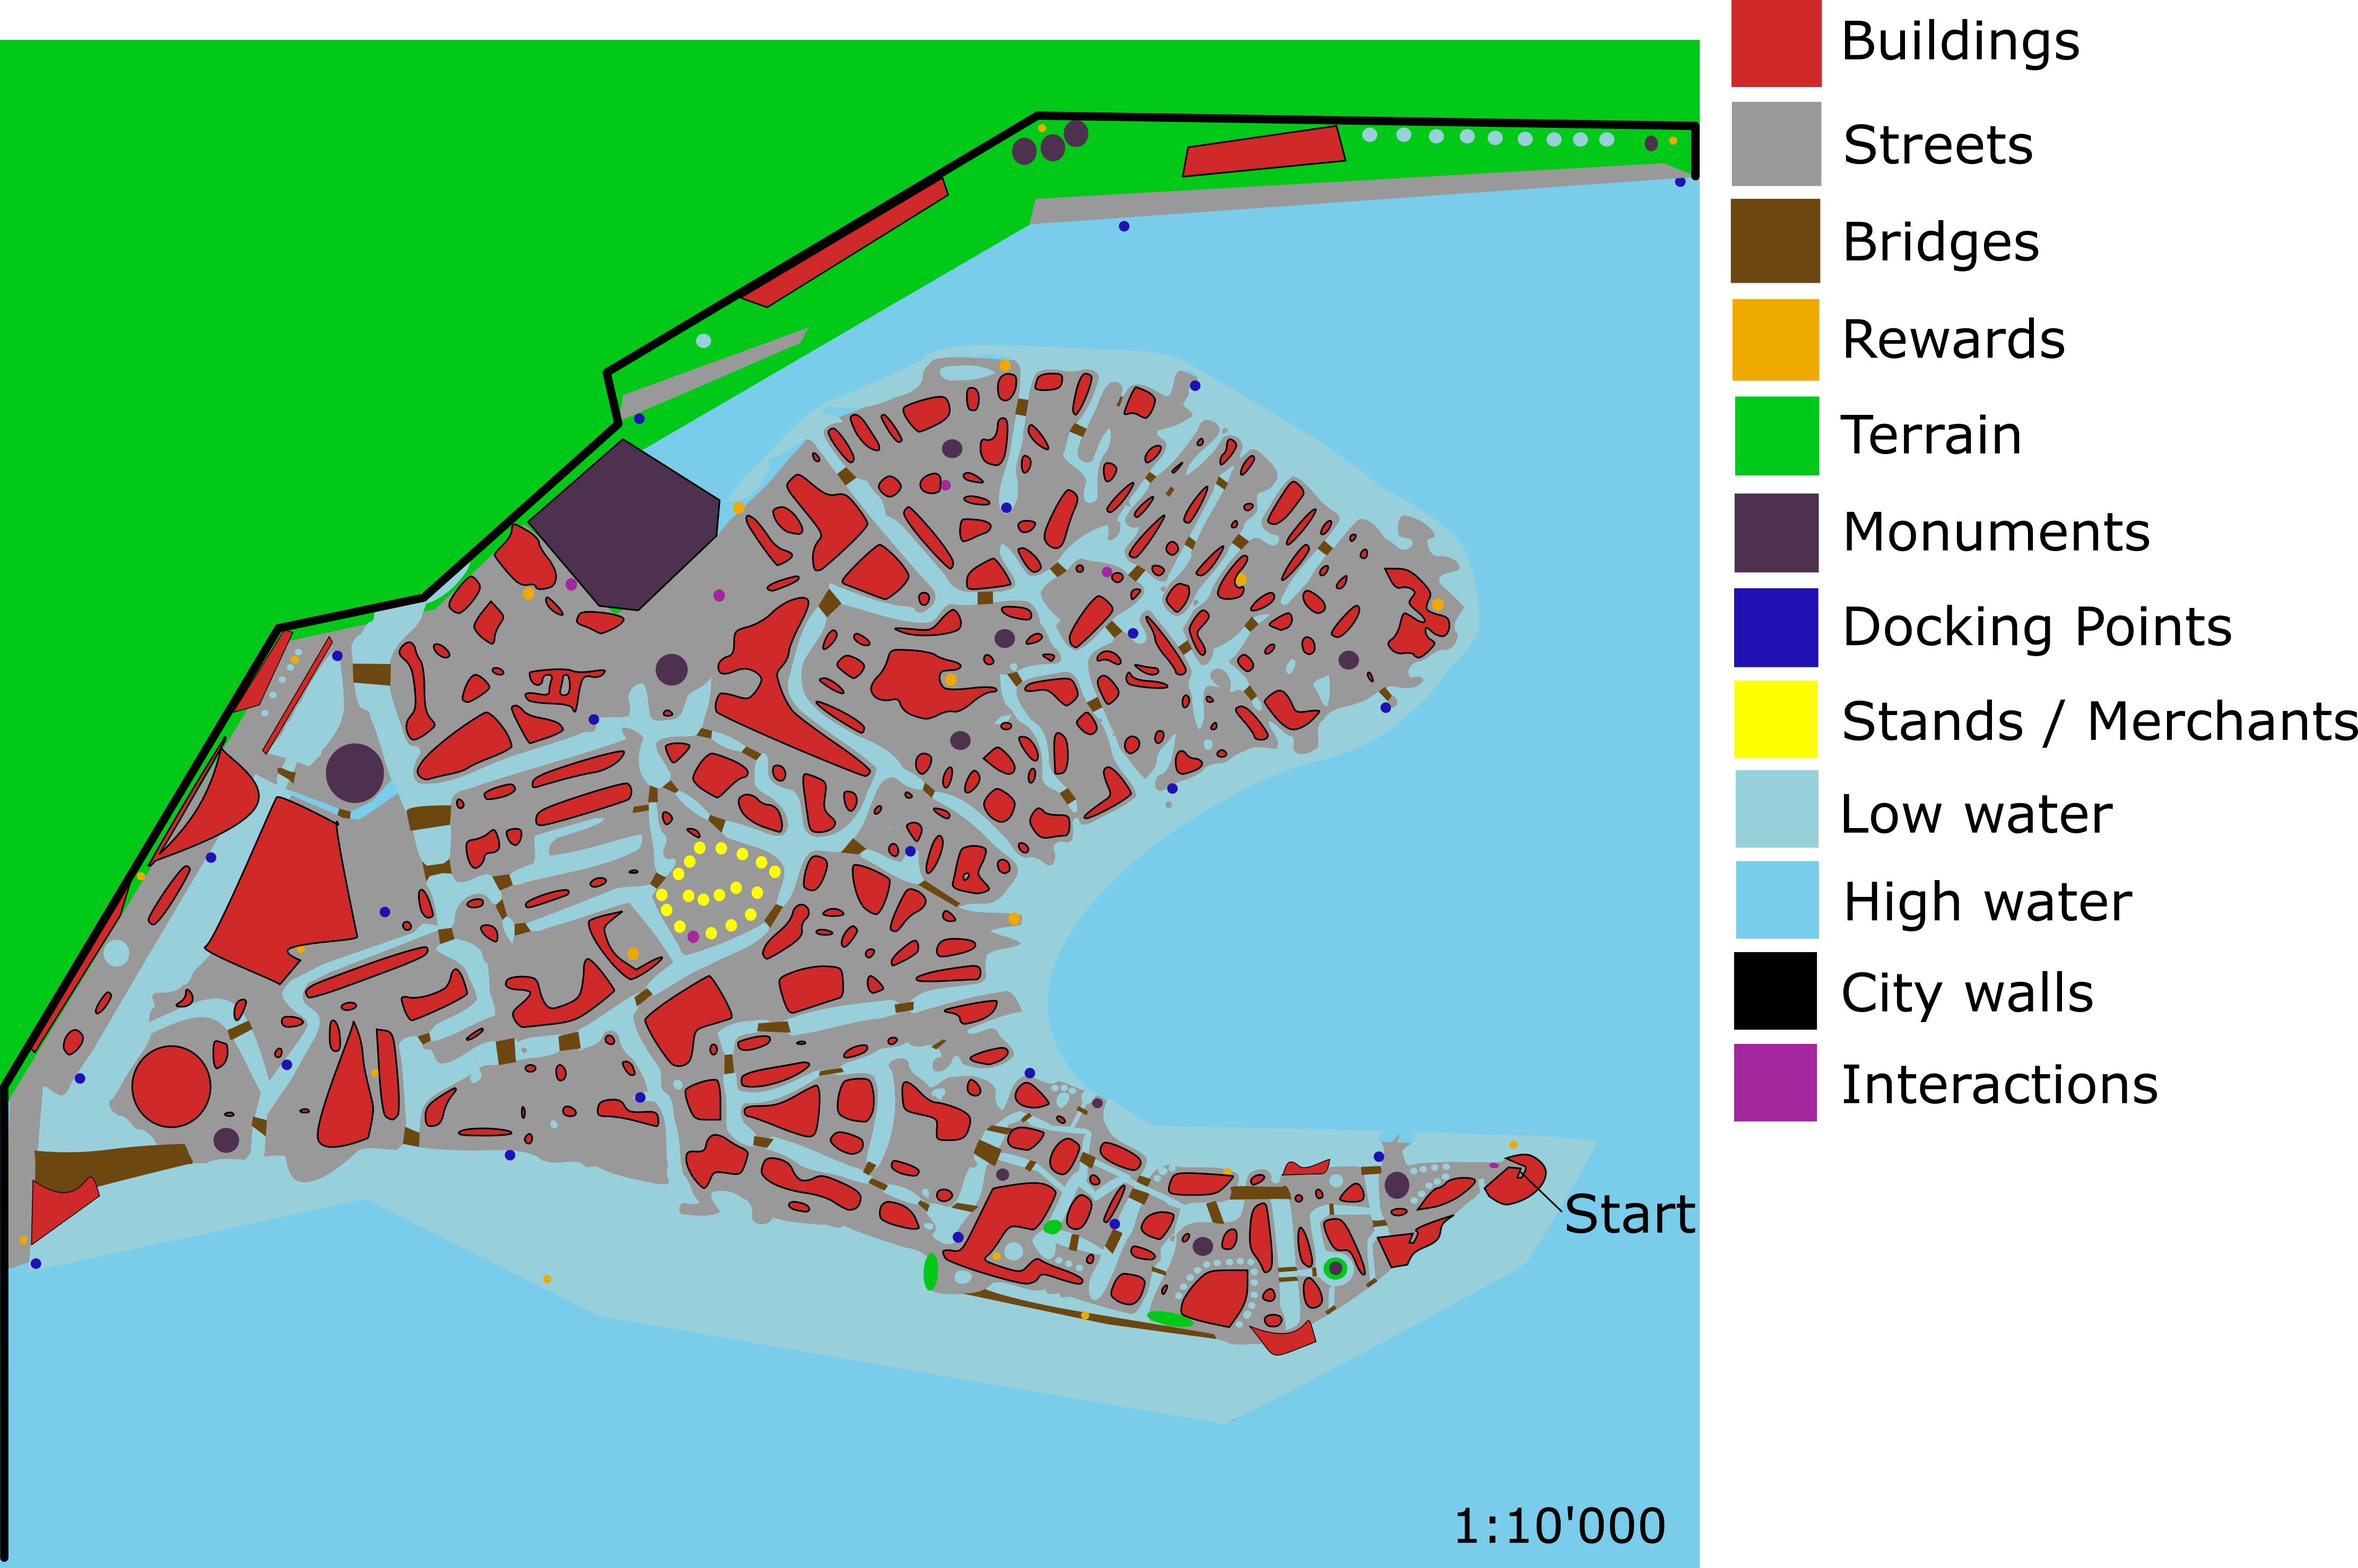 Buildings
Streets
Bridges
Rewards
Terrain
Monuments
Docking Points
Stands / Merchants
Low water
High water
City walls
Interactions
Start
1:10'000